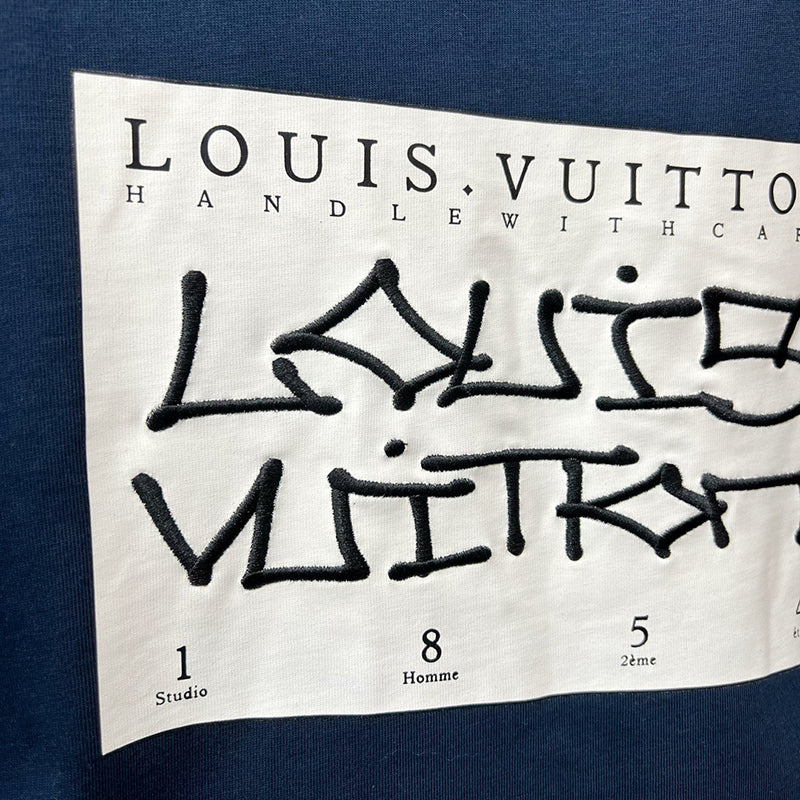 LOUIS.VUITTO
HANDLEWITHCA
Louis
Vuitton
1 8 5
Studio Homme 2ème